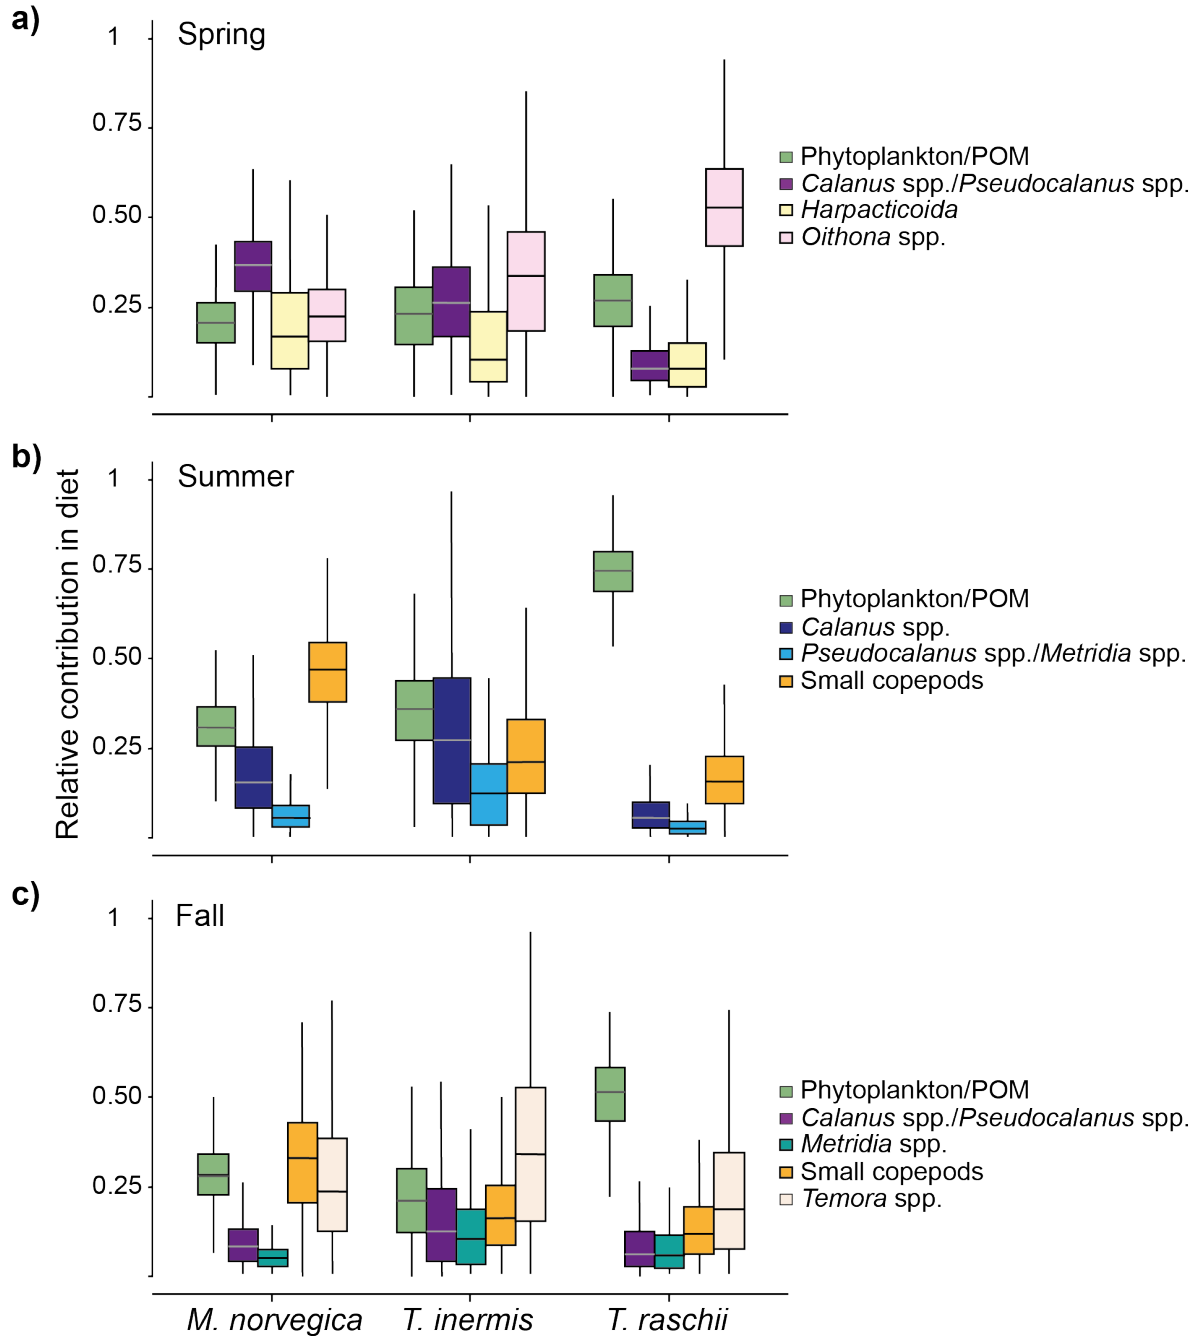 a)
Spring
1
0.75
0.50
0.25
Phytoplankton/POM
Calanus spp./Pseudocalanus spp.
Harpacticoida
Oithona spp.
b)
Summer
Relative contribution in diet
1
0.75
0.50
0.25
Phytoplankton/POM
Calanus spp.
Pseudocalanus spp./Metridia spp.
Small copepods
c)
Fall
1
0.75
0.50
0.25
Phytoplankton/POM
Calanus spp./Pseudocalanus spp.
Metridia spp.
Small copepods
Temora spp.
M. norvegica T. inermis T. raschii